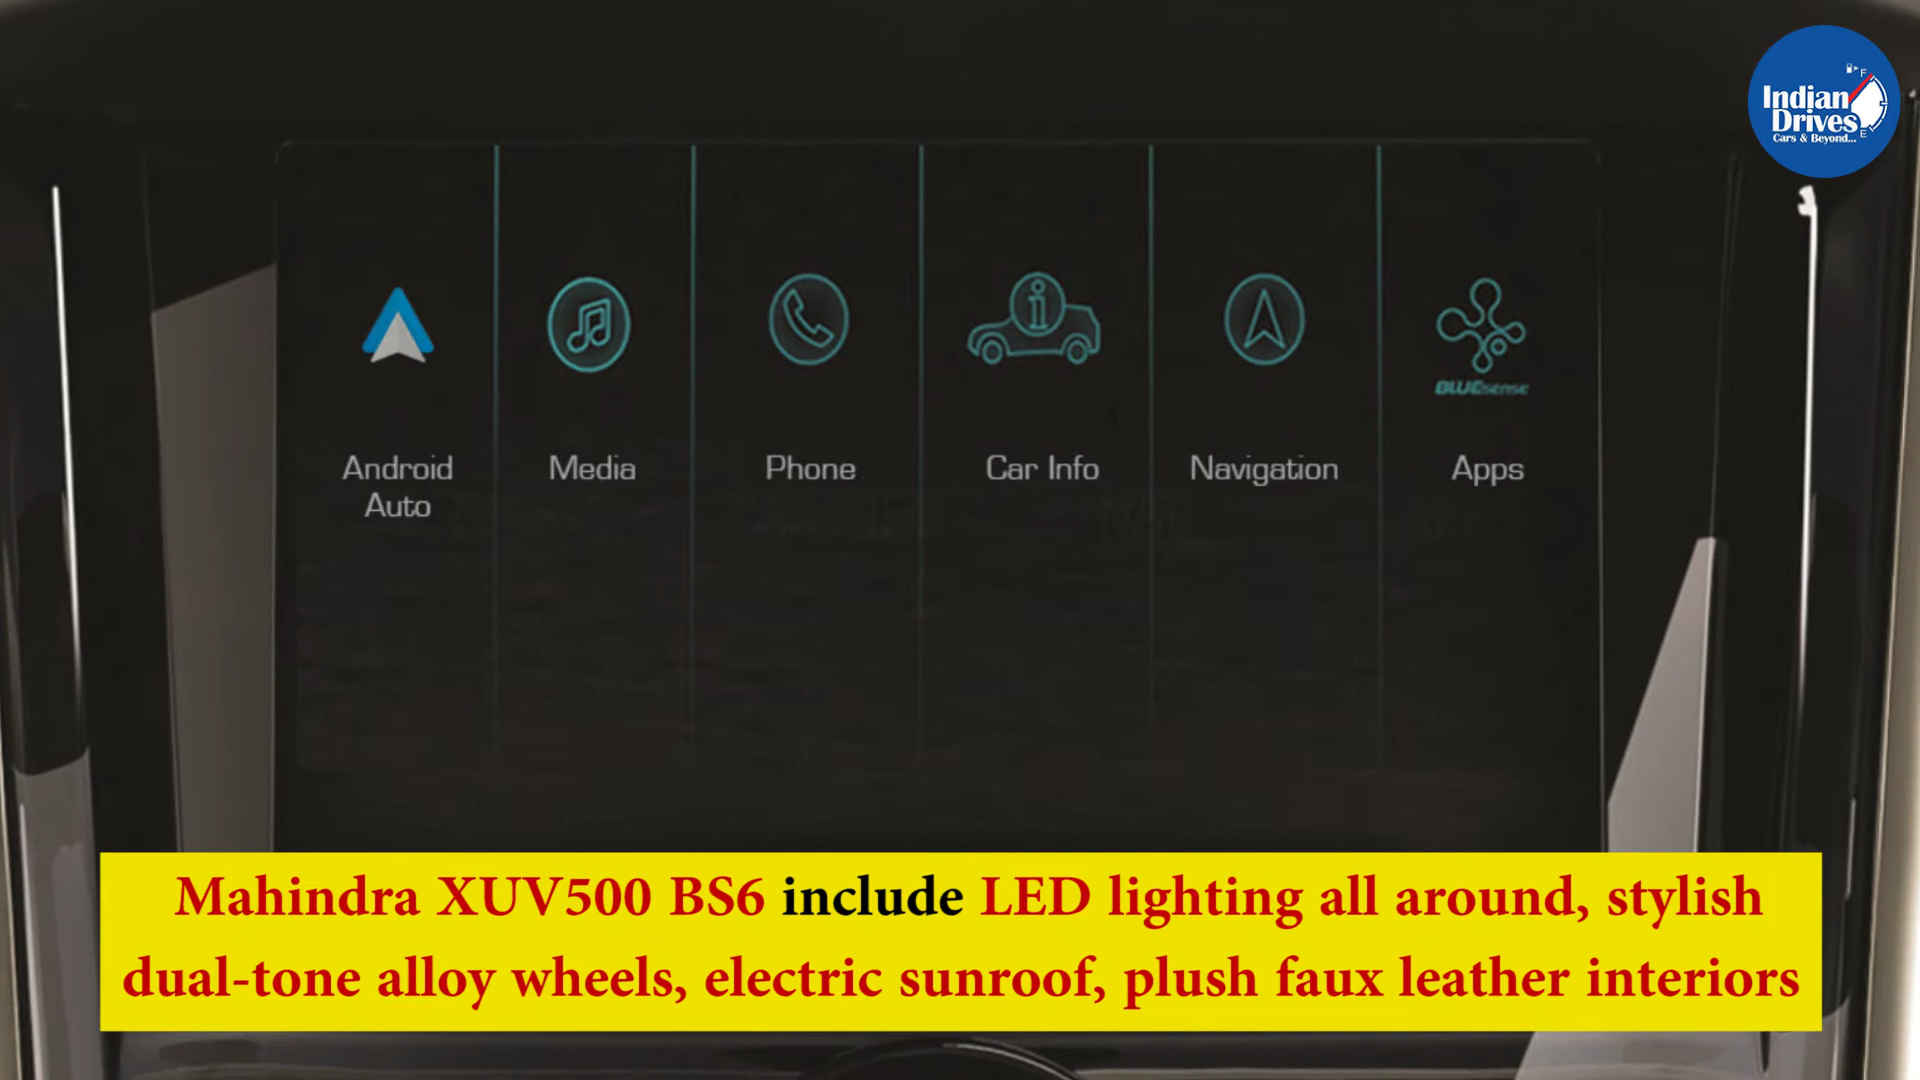 F
Indian
Drives
Cars & Beyond...
E
BLUEsense
Android Media Phone Car Info Navigation Apps
Auto
Mahindra XUV500 BS6 include LED lighting all around, stylish
dual-tone alloy wheels, electric sunroof, plush faux leather interiors